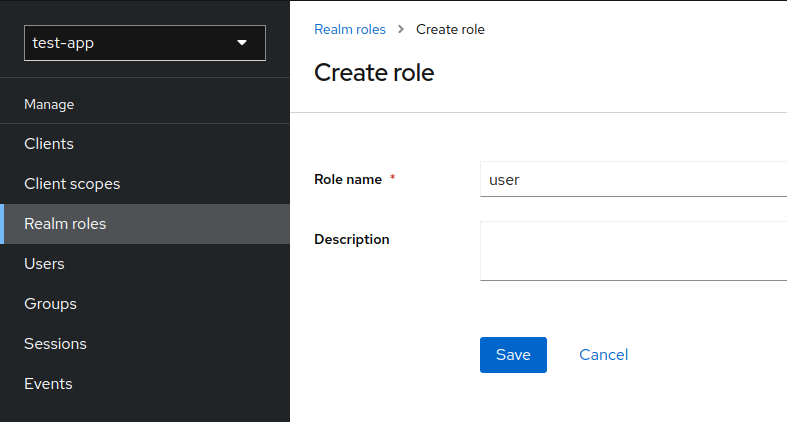 test-app
Manage
Clients
Client scopes
Realm roles
Users
Groups
Sessions
Events
Realm roles > Create role
Create role
Role name *
user
Description
Save
Cancel